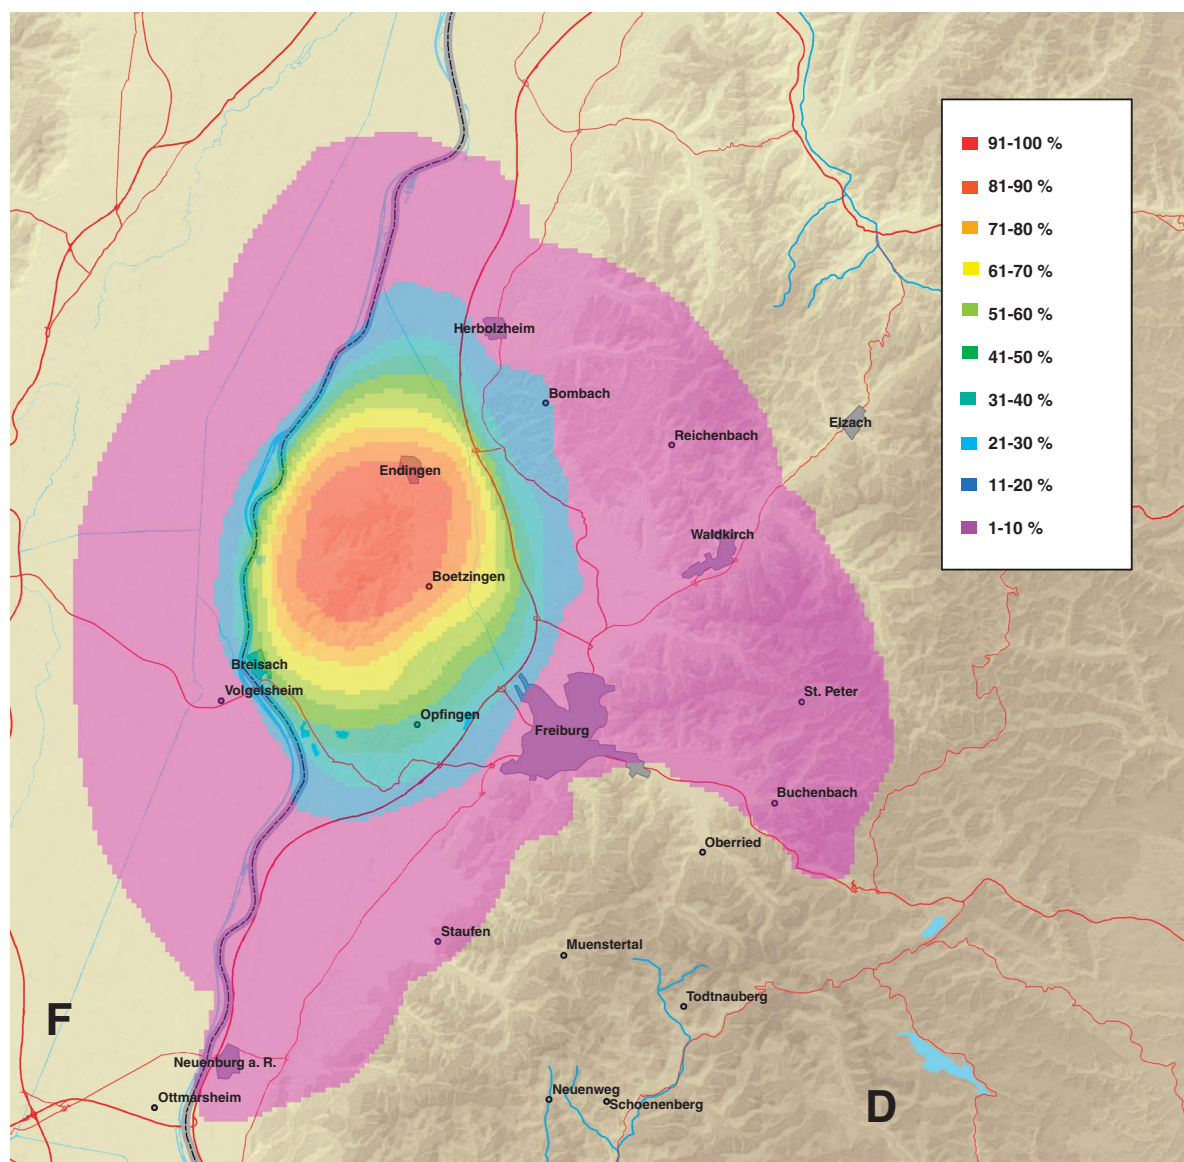 91-100 %
81-90 %
71-80 %
61-70 %
51-60 %
41-50 %
31-40 %
21-30 %
11-20 %
1-10 %
Herbolzheim
Bombach
Elzach
Reichenbach
Endingen
Waldkirch
Boetzingen
Breisach
Volgelsheim
St. Peter
Opfingen
Freiburg
Buchenbach
Oberried
Staufen
Muenstertal
Todtnauberg
F
Neuenburg a. R.
Ottmarsheim
Neuenweg
Schoenenberg
D